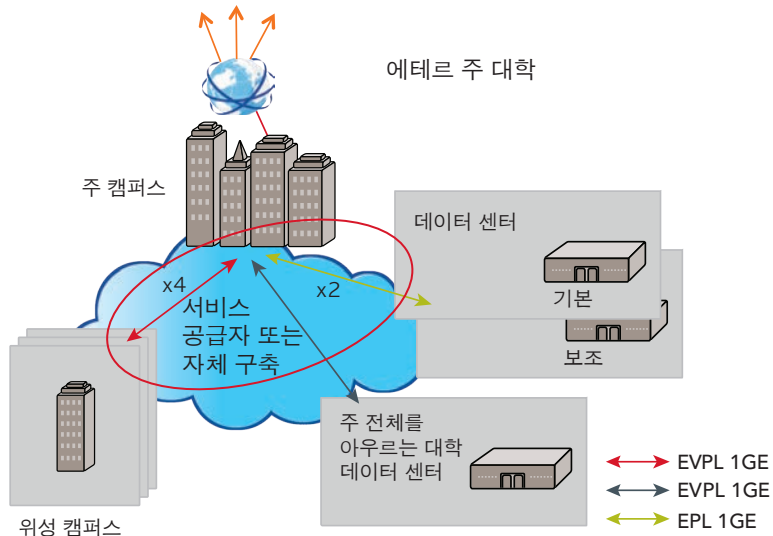 에테르 주 대학
주 캠퍼스
데이터 센터
기본
보조
x4
x2
서비스
공급자 또는
자체 구축
주 전체를
아우르는 대학
데이터 센터
위성 캠퍼스
EVPL 1GE
EVPL 1GE
EPL 1GE